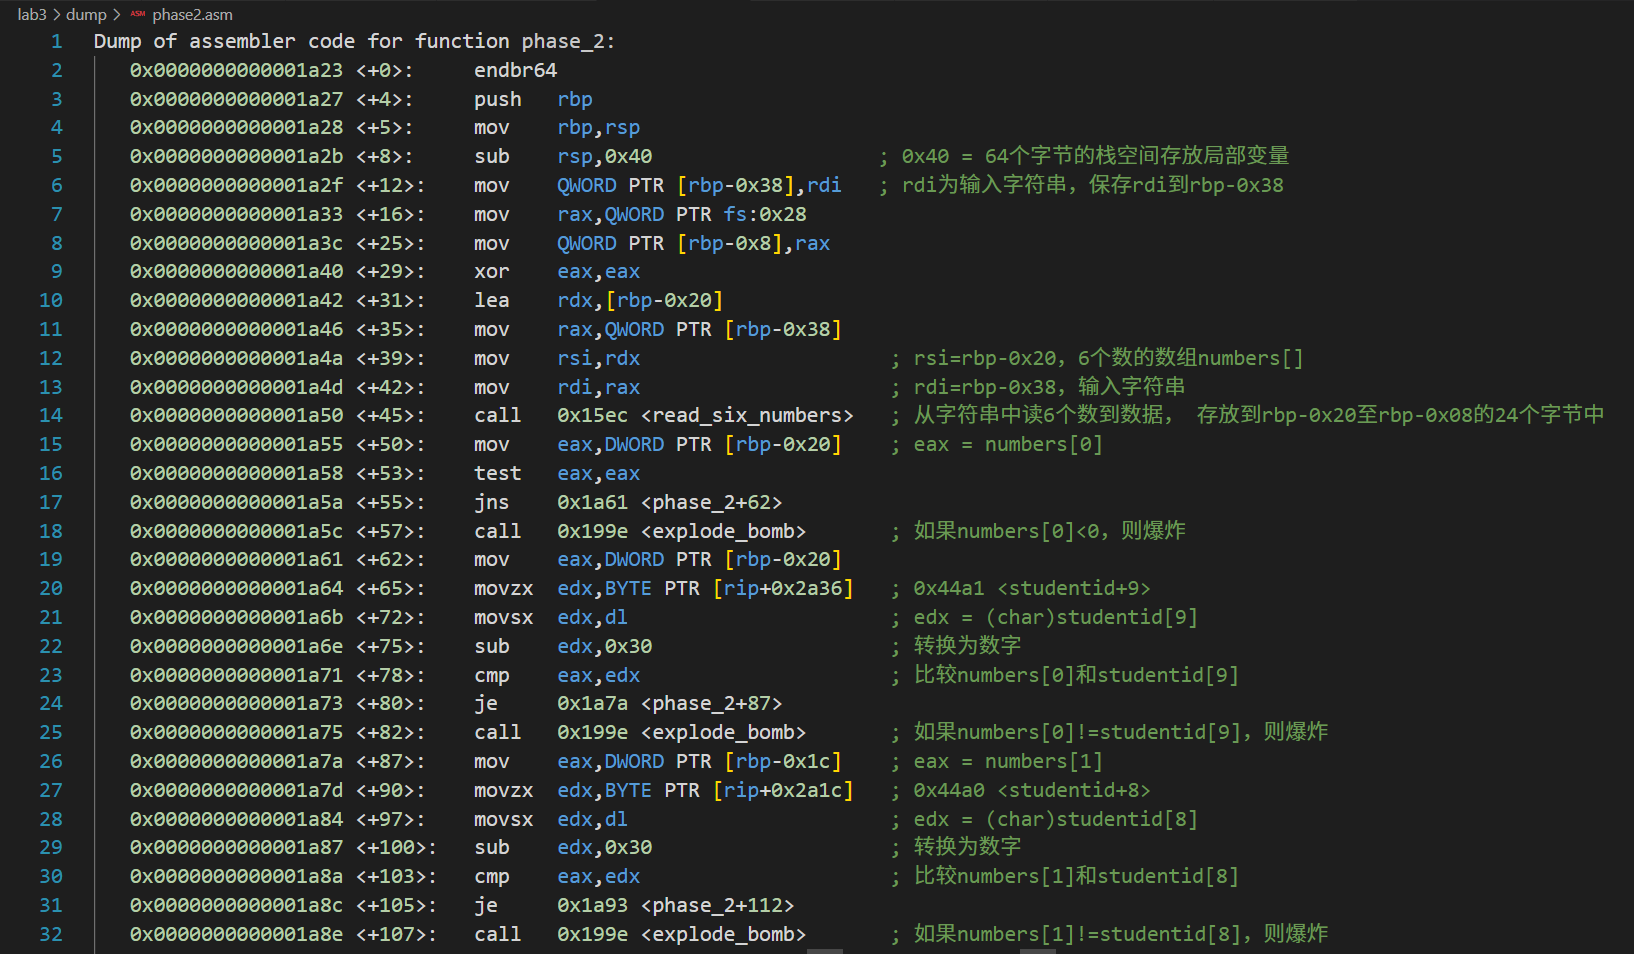 lab3 > dump > ASM phase2.asm
1 Dump of assembler code for function phase_2:
2 0x0000000000001a23 <+0>: endbr64
3 0x0000000000001a27 <+4>: push rbp
4 0x0000000000001a28 <+5>: mov rbp,rsp
5 0x0000000000001a2b <+8>: sub rsp,0x40 ; 0x40 = 64个字节的栈空间存放局部变量
6 0x0000000000001a2f <+12>: mov QWORD PTR [rbp-0x38],rdi ; rdi为输入字符串，保存rdi到rbp-0x38
7 0x0000000000001a33 <+16>: mov rax,QWORD PTR fs:0x28
8 0x0000000000001a3c <+25>: mov QWORD PTR [rbp-0x8],rax
9 0x0000000000001a40 <+29>: xor eax,eax
10 0x0000000000001a42 <+31>: lea rdx,[rbp-0x20]
11 0x0000000000001a46 <+35>: mov rax,QWORD PTR [rbp-0x38]
12 0x0000000000001a4a <+39>: mov rsi,rdx ; rsi=rbp-0x20，6个数的数组numbers[]
13 0x0000000000001a4d <+42>: mov rdi,rax ; rdi=rbp-0x38，输入字符串
14 0x0000000000001a50 <+45>: call 0x15ec <read_six_numbers> ; 从字符串中读6个数到数据， 存放到rbp-0x20至rbp-0x08的24个字节中
15 0x0000000000001a55 <+50>: mov eax,DWORD PTR [rbp-0x20] ; eax = numbers[0]
16 0x0000000000001a58 <+53>: test eax,eax
17 0x0000000000001a5a <+55>: jns 0x1a61 <phase_2+62>
18 0x0000000000001a5c <+57>: call 0x199e <explode_bomb> ; 如果numbers[0]<0，则爆炸
19 0x0000000000001a61 <+62>: mov eax,DWORD PTR [rbp-0x20]
20 0x0000000000001a64 <+65>: movzx edx,BYTE PTR [rip+0x2a36] ; 0x44a1 <studentid+9>
21 0x0000000000001a6b <+72>: movsx edx,dl ; edx = (char)studentid[9]
22 0x0000000000001a6e <+75>: sub edx,0x30 ; 转换为数字
23 0x0000000000001a71 <+78>: cmp eax,edx ; 比较numbers[0]和studentid[9]
24 0x0000000000001a73 <+80>: je 0x1a7a <phase_2+87>
25 0x0000000000001a75 <+82>: call 0x199e <explode_bomb> ; 如果numbers[0]!=studentid[9]，则爆炸
26 0x0000000000001a7a <+87>: mov eax,DWORD PTR [rbp-0x1c] ; eax = numbers[1]
27 0x0000000000001a7d <+90>: movzx edx,BYTE PTR [rip+0x2a1c] ; 0x44a0 <studentid+8>
28 0x0000000000001a84 <+97>: movsx edx,dl ; edx = (char)studentid[8]
29 0x0000000000001a87 <+100>: sub edx,0x30 ; 转换为数字
30 0x0000000000001a8a <+103>: cmp eax,edx ; 比较numbers[1]和studentid[8]
31 0x0000000000001a8c <+105>: je 0x1a93 <phase_2+112>
32 0x0000000000001a8e <+107>: call 0x199e <explode_bomb> ; 如果numbers[1]!=studentid[8]，则爆炸